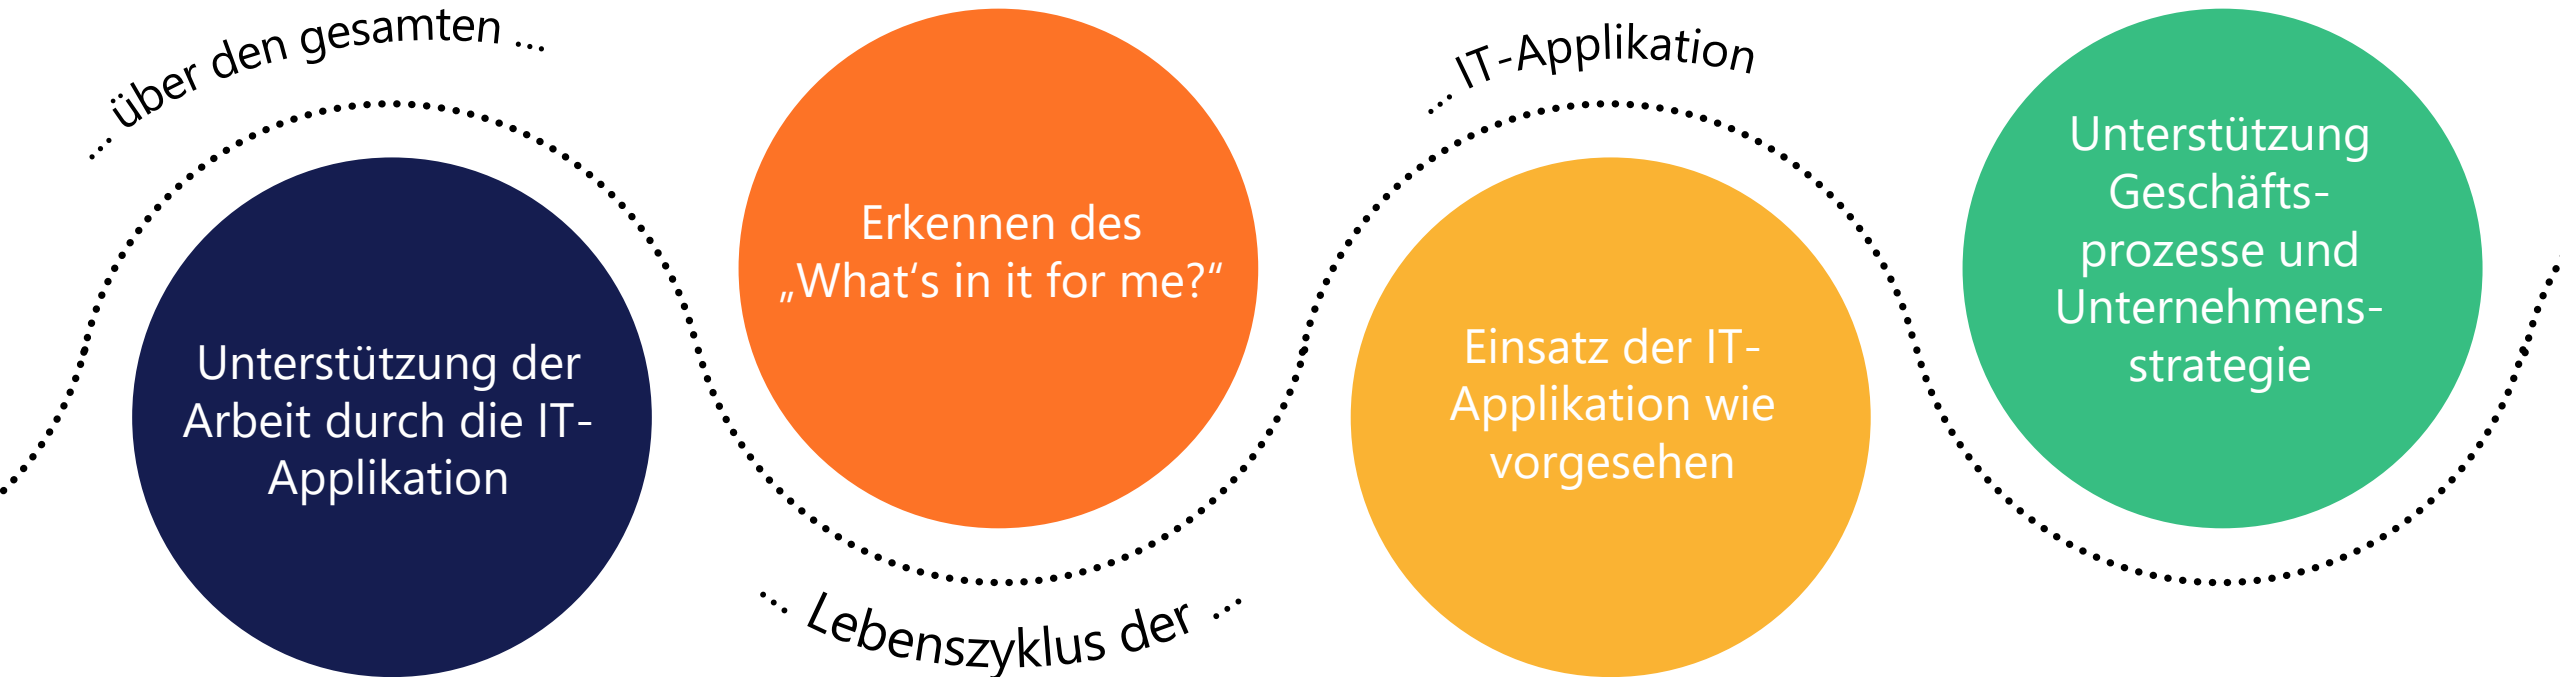 ... über den gesamten ...
Unterstützung der
Arbeit durch die IT-
Applikation
Erkennen des
„What‘s in it for me?“
... Lebenszyklus der ...
... IT-Applikation
Einsatz der IT-
Applikation wie
vorgesehen
Unterstützung
Geschäfts-
prozesse und
Unternehmens-
strategie